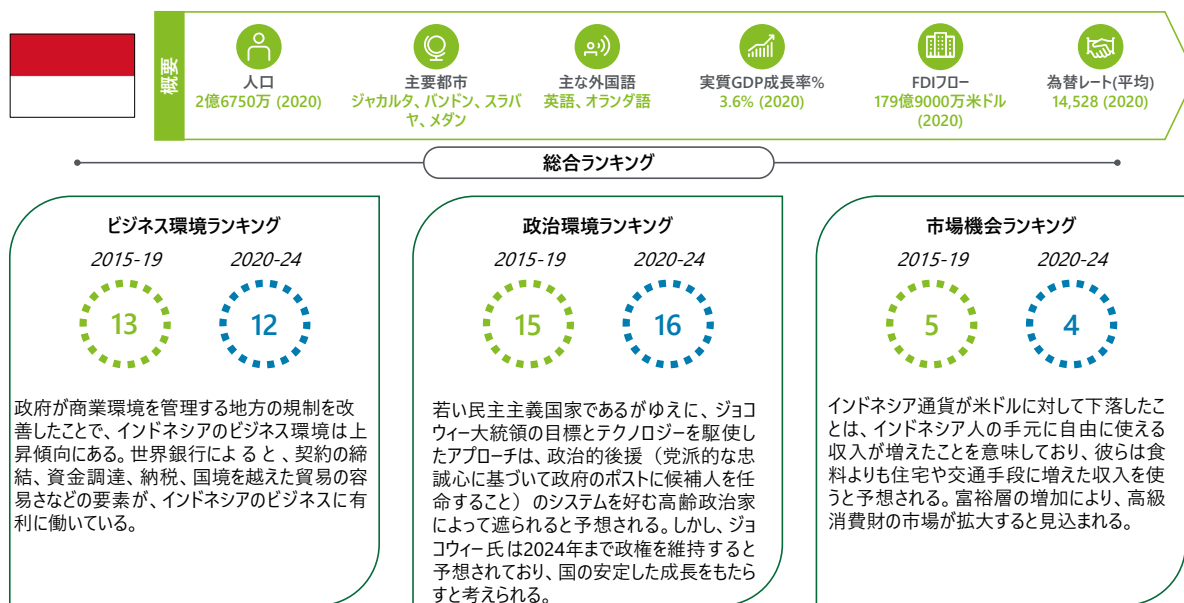 概要
人口
2億6750万 (2020)
主要都市
ジャカルタ、バンドン、スラバ
ヤ、メダン
主な外国語
英語、オランダ語
実質GDP成長率%
3.6% (2020)
FDIフロー
179億9000万米ドル
(2020)
為替レート(平均)
14,528 (2020)
総合ランキング
ビジネス環境ランキング
2015-19
2020-24
13
12
政府が商業環境を管理する地方の規制を改
善したことで、インドネシアのビジネス環境は上
昇傾向にある。世界銀行によると、契約の締
結、資金調達、納税、国境を越えた貿易の容
易さなどの要素が、インドネシアのビジネスに有
利に働いている。
政治環境ランキング
2015-19
2020-24
15
16
若い民主主義国家であるがゆえに、ジョコ
ウィー大統領の目標とテクノロジーを駆使し
たアプローチは、政治的後援（党派的な忠
誠心に基づいて政府のポストに候補人を任
命すること）のシステムを好む高齢政治家
によって遮られると予想される。しかし、ジョ
コウィー氏は2024年まで政権を維持すると
予想されており、国の安定した成長をもたら
すと考えられる。
市場機会ランキング
2015-19
2020-24
5
4
インドネシア通貨が米ドルに対して下落したこ
とは、インドネシア人の手元に自由に使える
収入が増えたことを意味しており、彼らは食
料よりも住宅や交通手段に増えた収入を使
うと予想される。富裕層の増加により、高級
消費財の市場が拡大すると見込まれる。